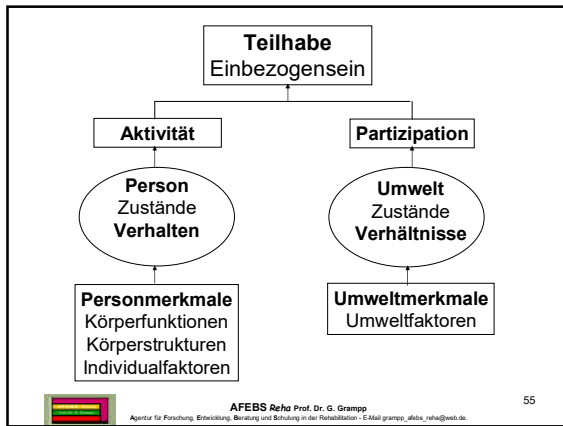 Teilhabe
Einbezogensein
Aktivität
Partizipation
Person
Zustände
Verhalten
Umwelt
Zustände
Verhältnisse
Personmerkmale
Körperfunktionen
Körperstrukturen
Individualfaktoren
Umweltmerkmale
Umweltfaktoren
AFEBS Reha Prof. Dr. G. Grampp
Agentur für Forschung, Entwicklung, Beratung und Schulung in der Rehabilitation - E-Mail grampp_afebs_reha@web.de.
55